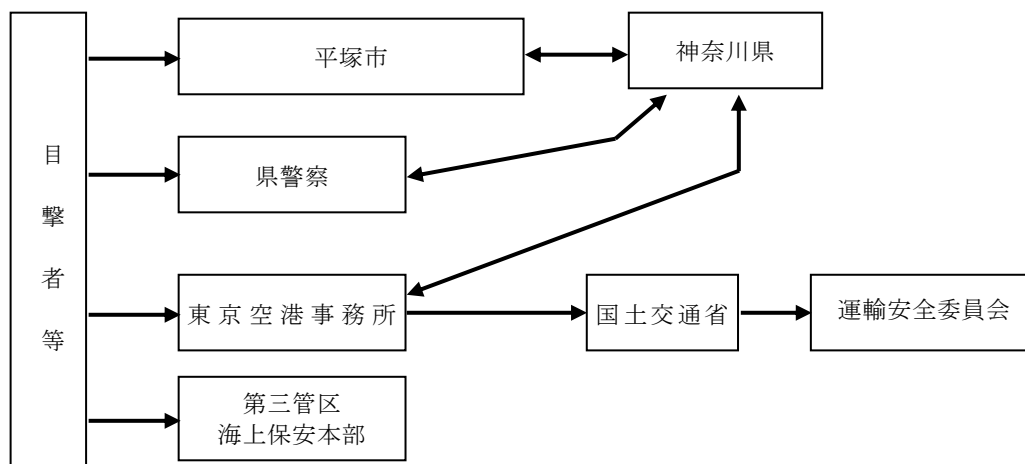 目撃者等
平塚市
神奈川県
県警察
東京空港事務所
国土交通省
運輸安全委員会
第三管区
海上保安本部